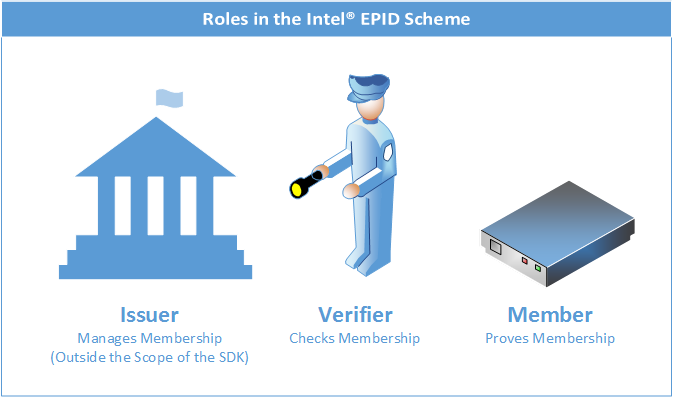 Roles in the Intel® EPID Scheme
Issuer
Manages Membership
(Outside the Scope of the SDK)
Verifier
Checks Membership
Member
Proves Membership